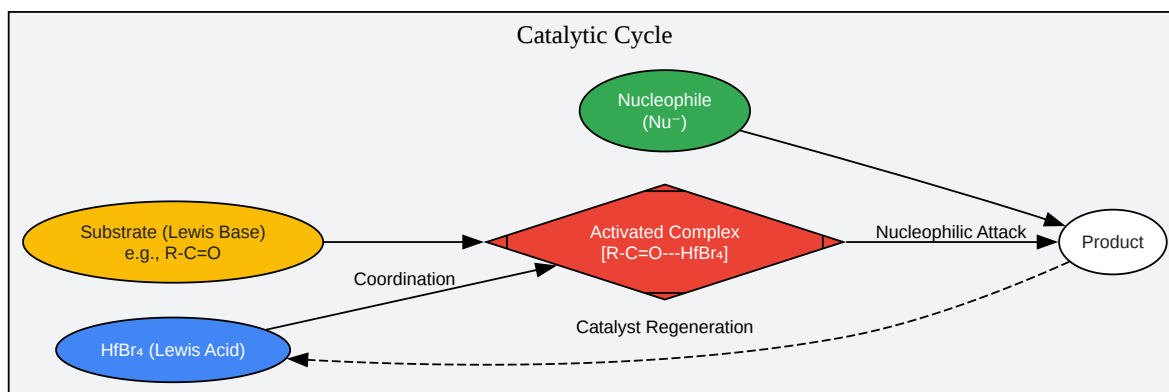 Catalytic Cycle
Nucleophile
(Nu⁻)
Substrate (Lewis Base)
e.g., R-C=O
Activated Complex
[R-C=O---HfBr₄]
Nucleophilic Attack
Product
Coordination
HfBr₄ (Lewis Acid)
Catalyst Regeneration